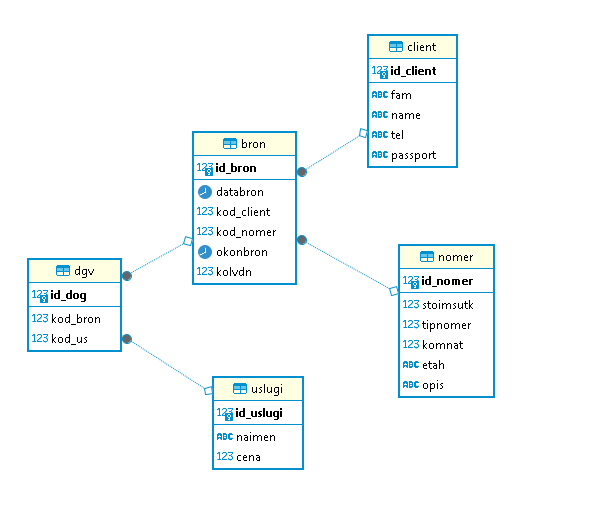 client
123 id_client
ABC fam
ABC name
ABC tel
ABC passport
bron
123 id_bron
databron
123 kod_client
123 kod_nomer
okonbron
123 kolvdn
nomer
123 id_nomer
123 stoimsutk
123 tipnomer
123 komnat
ABC etah
ABC opis
dgv
123 id_dog
123 kod_bron
123 kod_us
uslugi
123 id_uslugi
ABC naimen
123 cena